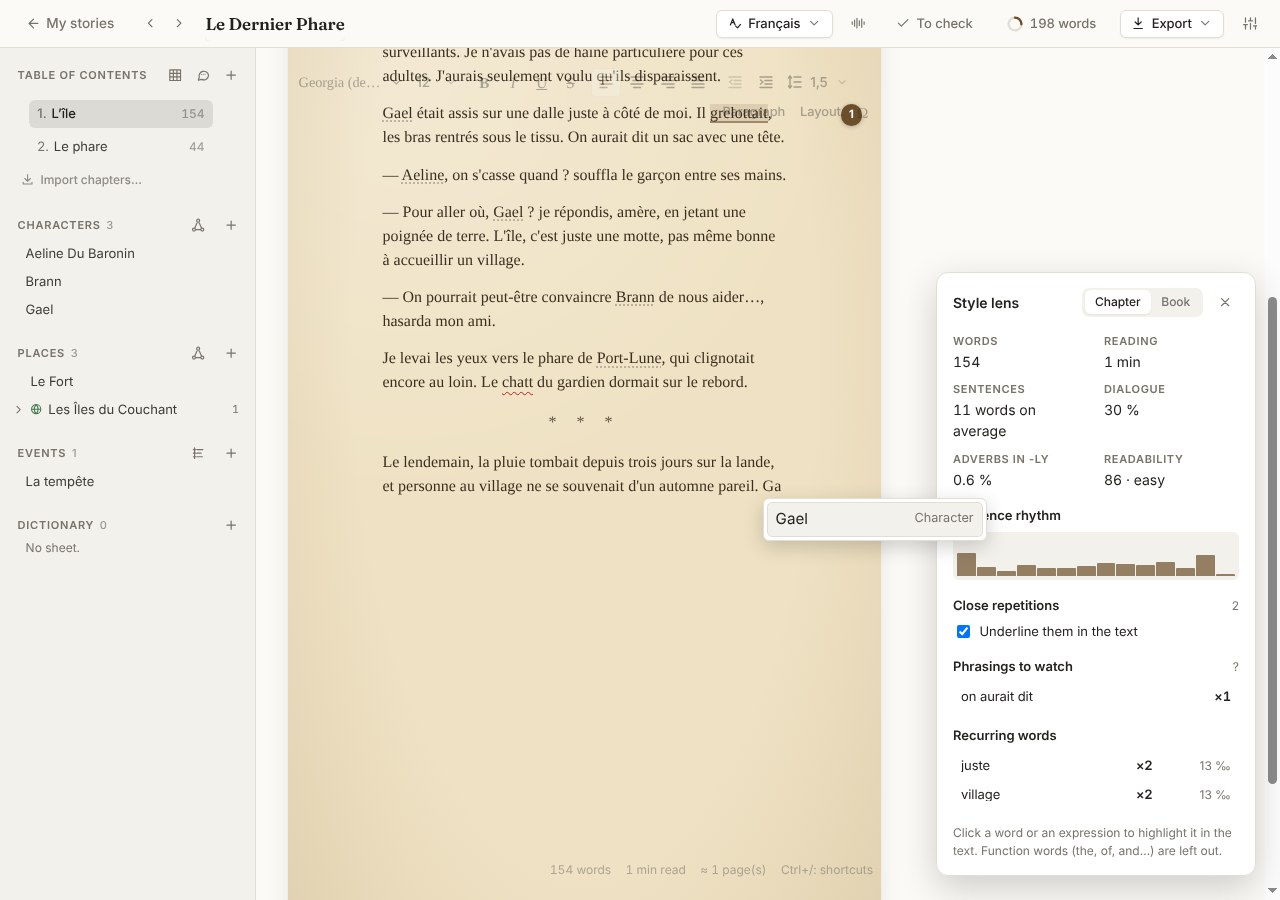 My stories
Le Dernier Phare
Français
To check
198 words
Export
TABLE OF CONTENTS
1. L'île 154
2. Le phare 44
Import chapters...
CHARACTERS 3
Aeline Du Baronin
Brann
Gael
PLACES 3
Le Fort
Les Îles du Couchant 1
EVENTS 1
La tempête
DICTIONARY 0
No sheet.
surveillants. Je n'avais pas de haine particulière pour ces
adultes. J'aurais seulement voulu qu'ils disparaissent.
Georgia (de… 12 B I U S 1,5
Paragraph Layout
Gael était assis sur une dalle juste à côté de moi. Il grelottait,
1
les bras rentrés sous le tissu. On aurait dit un sac avec une tête.
— Aeline, on s'casse quand ? souffla le garçon entre ses mains.
— Pour aller où, Gael ? je répondis, amère, en jetant une
poignée de terre. L'île, c'est juste une motte, pas même bonne
à accueillir un village.
— On pourrait peut-être convaincre Brann de nous aider…,
hasarda mon ami.
Je levai les yeux vers le phare de Port-Lune, qui clignotait
encore au loin. Le chatt du gardien dormait sur le rebord.
* * *
Le lendemain, la pluie tombait depuis trois jours sur la lande,
et personne au village ne se souvenait d'un automne pareil. Ga
Gael Character
154 words 1 min read ≈ 1 page(s) Ctrl+/: shortcuts
Style lens
Chapter Book
WORDS READING
154 1 min
SENTENCES DIALOGUE
11 words on average 30 %
ADVERBS IN -LY READABILITY
0.6 % 86 · easy
ence rhythm
Close repetitions 2
Underline them in the text
Phrasings to watch ?
on aurait dit ×1
Recurring words
juste ×2 13 ‰
village ×2 13 ‰
Click a word or an expression to highlight it in the
text. Function words (the, of, and…) are left out.